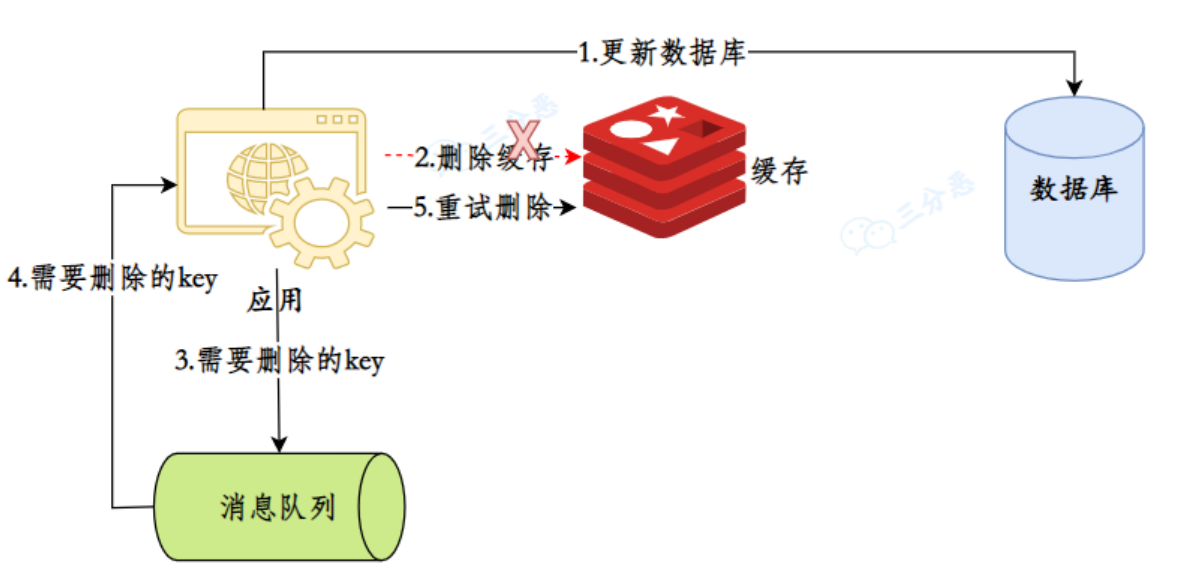 1.更新数据库
三分恶
2.删除缓存
缓存
三分恶
数据库
5.重试删除
4.需要删除的key
应用
3.需要删除的key
消息队列